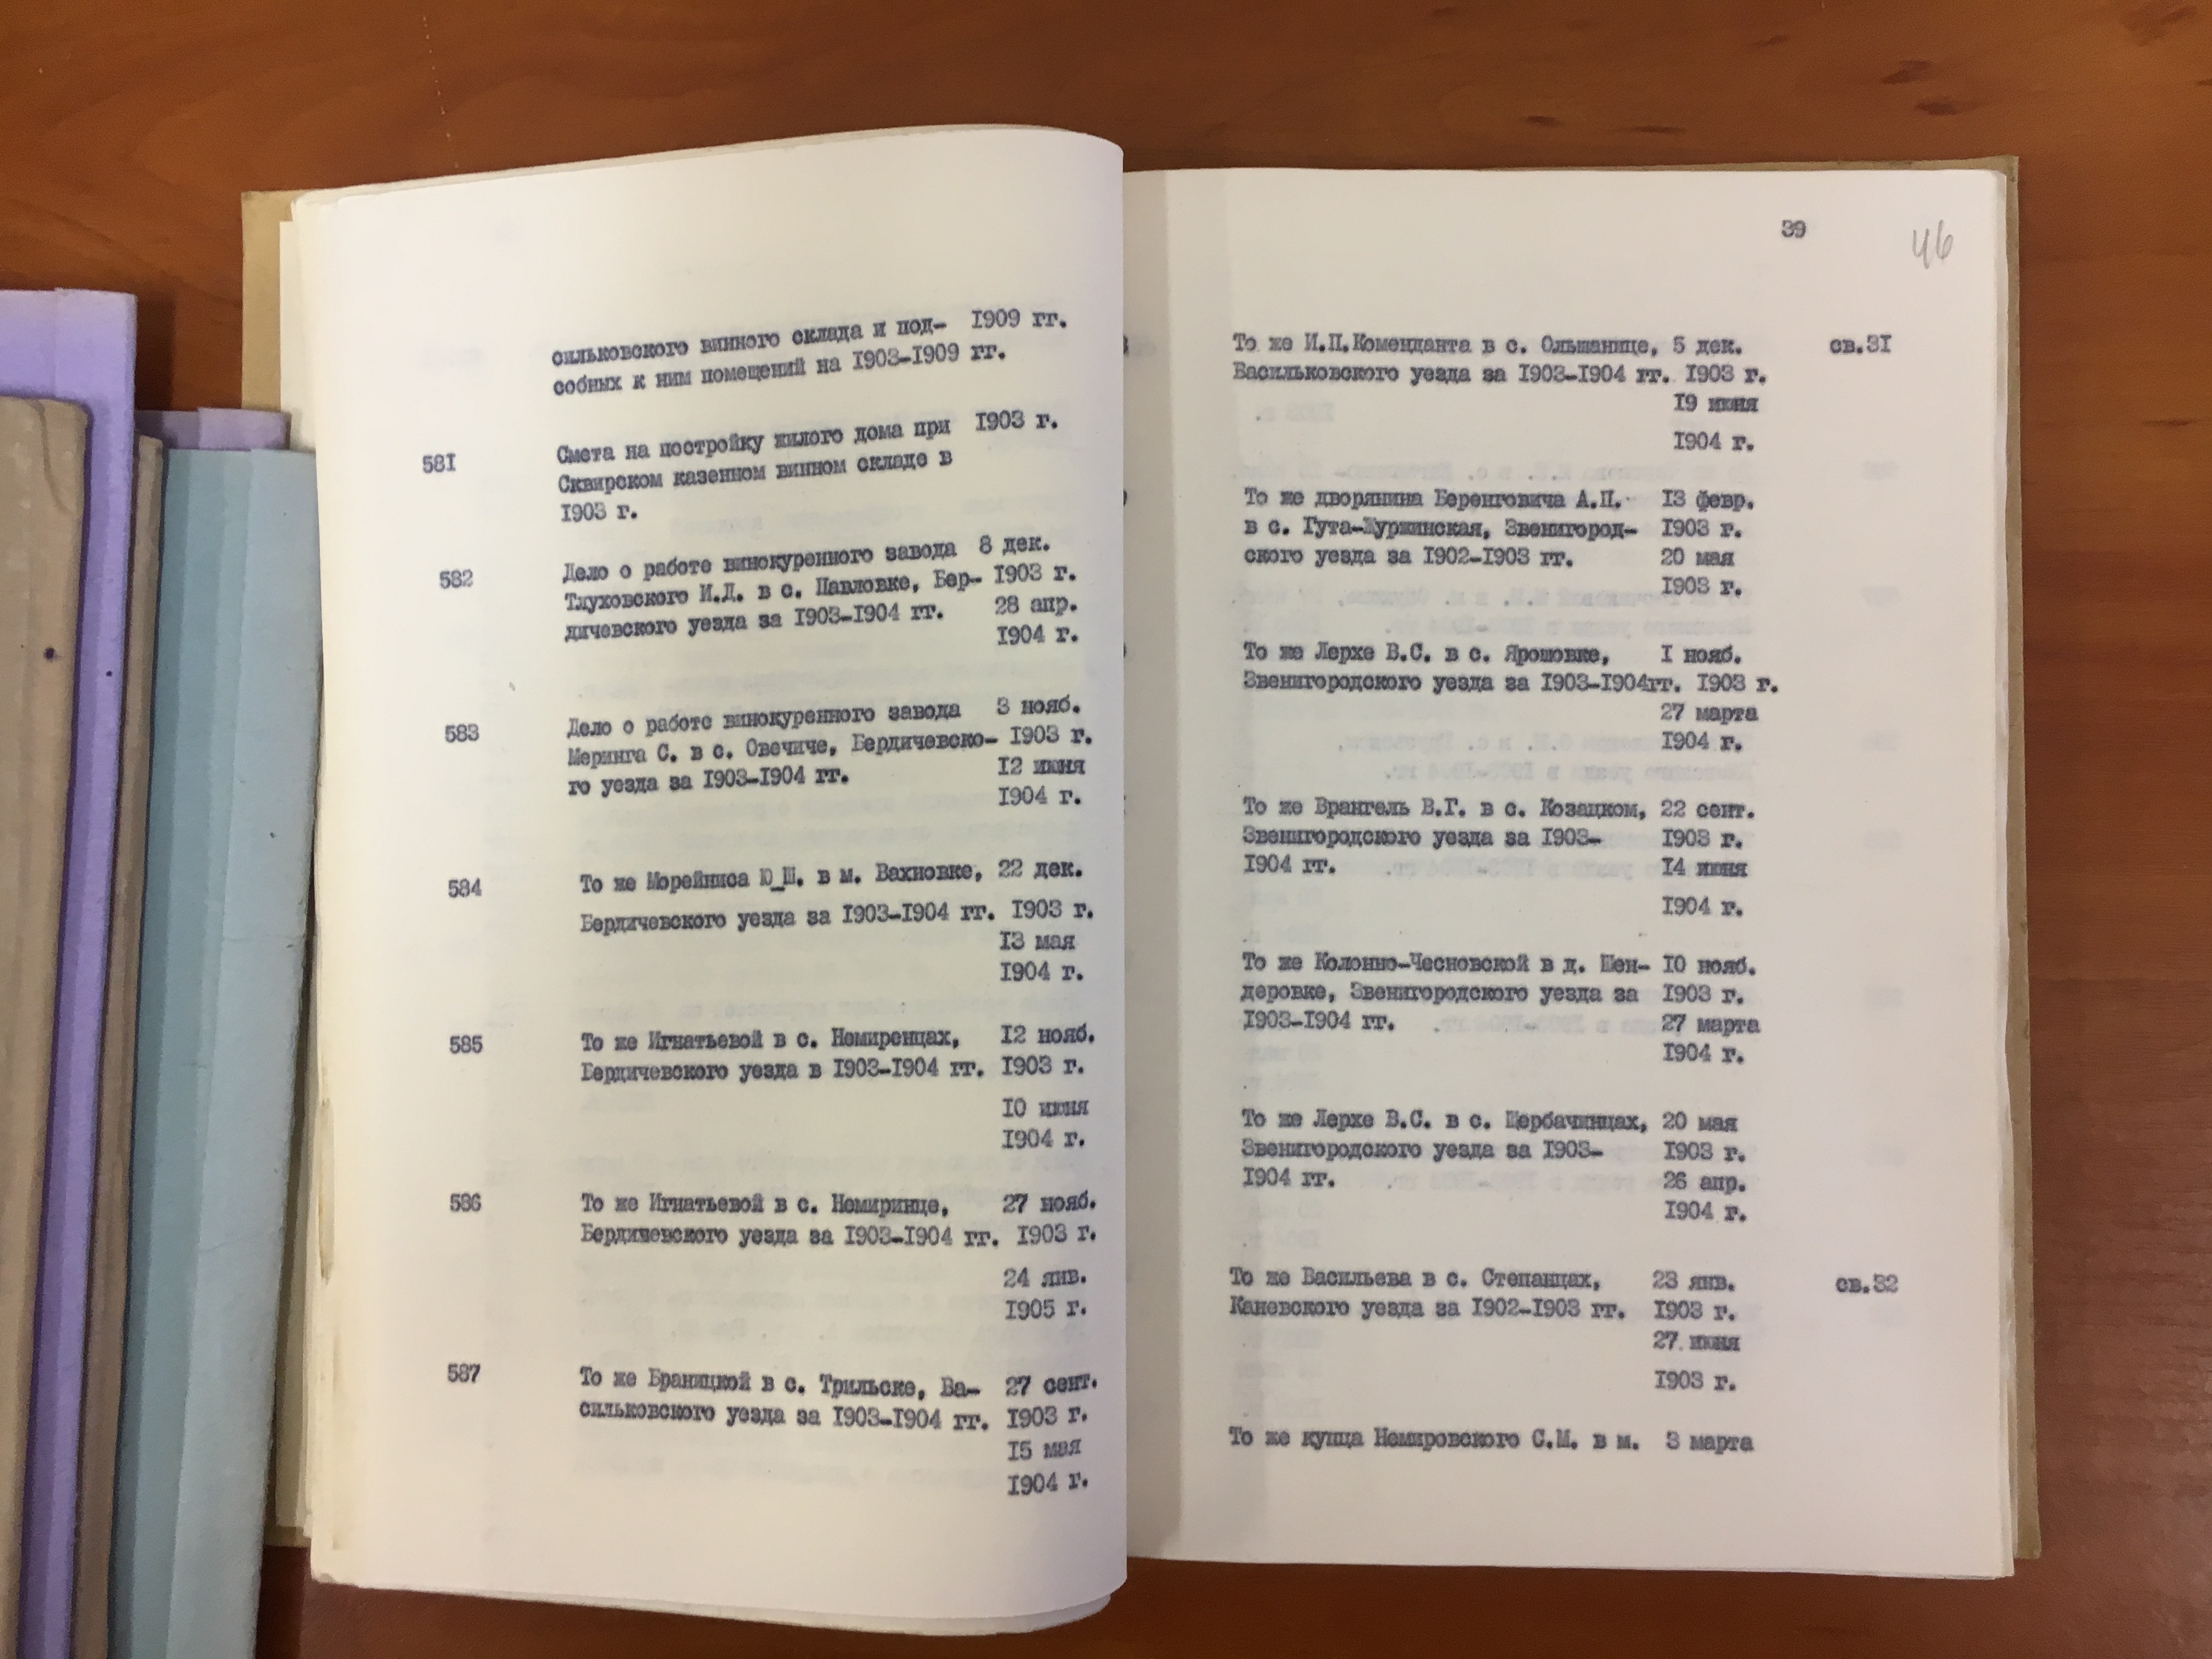 сильковского винного склада и под- 1909 гг.
собных к ним помещений на 1903-1909 гг.
581 Смета на постройку жилого дома при 1903 г.
Сквирском казенном винном складе в
1903 г.
582 Дело о работе винокуренного завода 8 дек.
Тлуховского И.Д. в с. Павловке, Бер- 1903 г.
дичевского уезда за 1903-1904 гг. 28 апр.
1904 г.
583 Дело о работе винокуренного завода 3 нояб.
Меринга С. в с. Овечиче, Бердичевско- 1903 г.
го уезда за 1903-1904 гг. 12 июня
1904 г.
584 То же Морейниса Ю_Ш. в м. Вахновке, 22 дек.
Бердичевского уезда за 1903-1904 гг. 1903 г.
13 мая
1904 г.
585 То же Игнатьевой в с. Немиренцах, 12 нояб.
Бердичевского уезда в 1903-1904 гг. 1903 г.
10 июня
1904 г.
586 То же Игнатьевой в с. Немиринце, 27 нояб.
Бердичевского уезда за 1903-1904 гг. 1903 г.
24 янв.
1905 г.
587 То же Браницкой в с. Трильске, Ва- 27 сент.
сильковского уезда за 1903-1904 гг. 1903 г.
15 мая
1904 г.
39
46
То же И.П.Коменданта в с. Ольшанице, 5 дек. св.31
Васильковского уезда за 1903-1904 гг. 1903 г.
19 июня
1904 г.
То же дворянина Беренговича А.П. 13 февр.
в с. Гута-Журжинская, Звенигород- 1903 г.
ского уезда за 1902-1903 гг. 20 мая
1903 г.
То же Лерхе В.С. в с. Ярошовке, 1 нояб.
Звенигородского уезда за 1903-1904гг. 1903 г.
27 марта
1904 г.
То же Врангель В.Г. в с. Козацком, 22 сент.
Звенигородского уезда за 1903- 1903 г.
1904 гг. 14 июня
1904 г.
То же Колонно-Чесновской в д. Шен- 10 нояб.
деровке, Звенигородского уезда за 1903 г.
1903-1904 гг. 27 марта
1904 г.
То же Лерхе В.С. в с. Щербачинцах, 20 мая
Звенигородского уезда за 1903- 1903 г.
1904 гг. 26 апр.
1904 г.
То же Васильева в с. Степанцах, 23 янв. св.32
Каневского уезда за 1902-1903 гг. 1903 г.
27 июня
1903 г.
То же купца Немировского С.М. в м. 3 марта